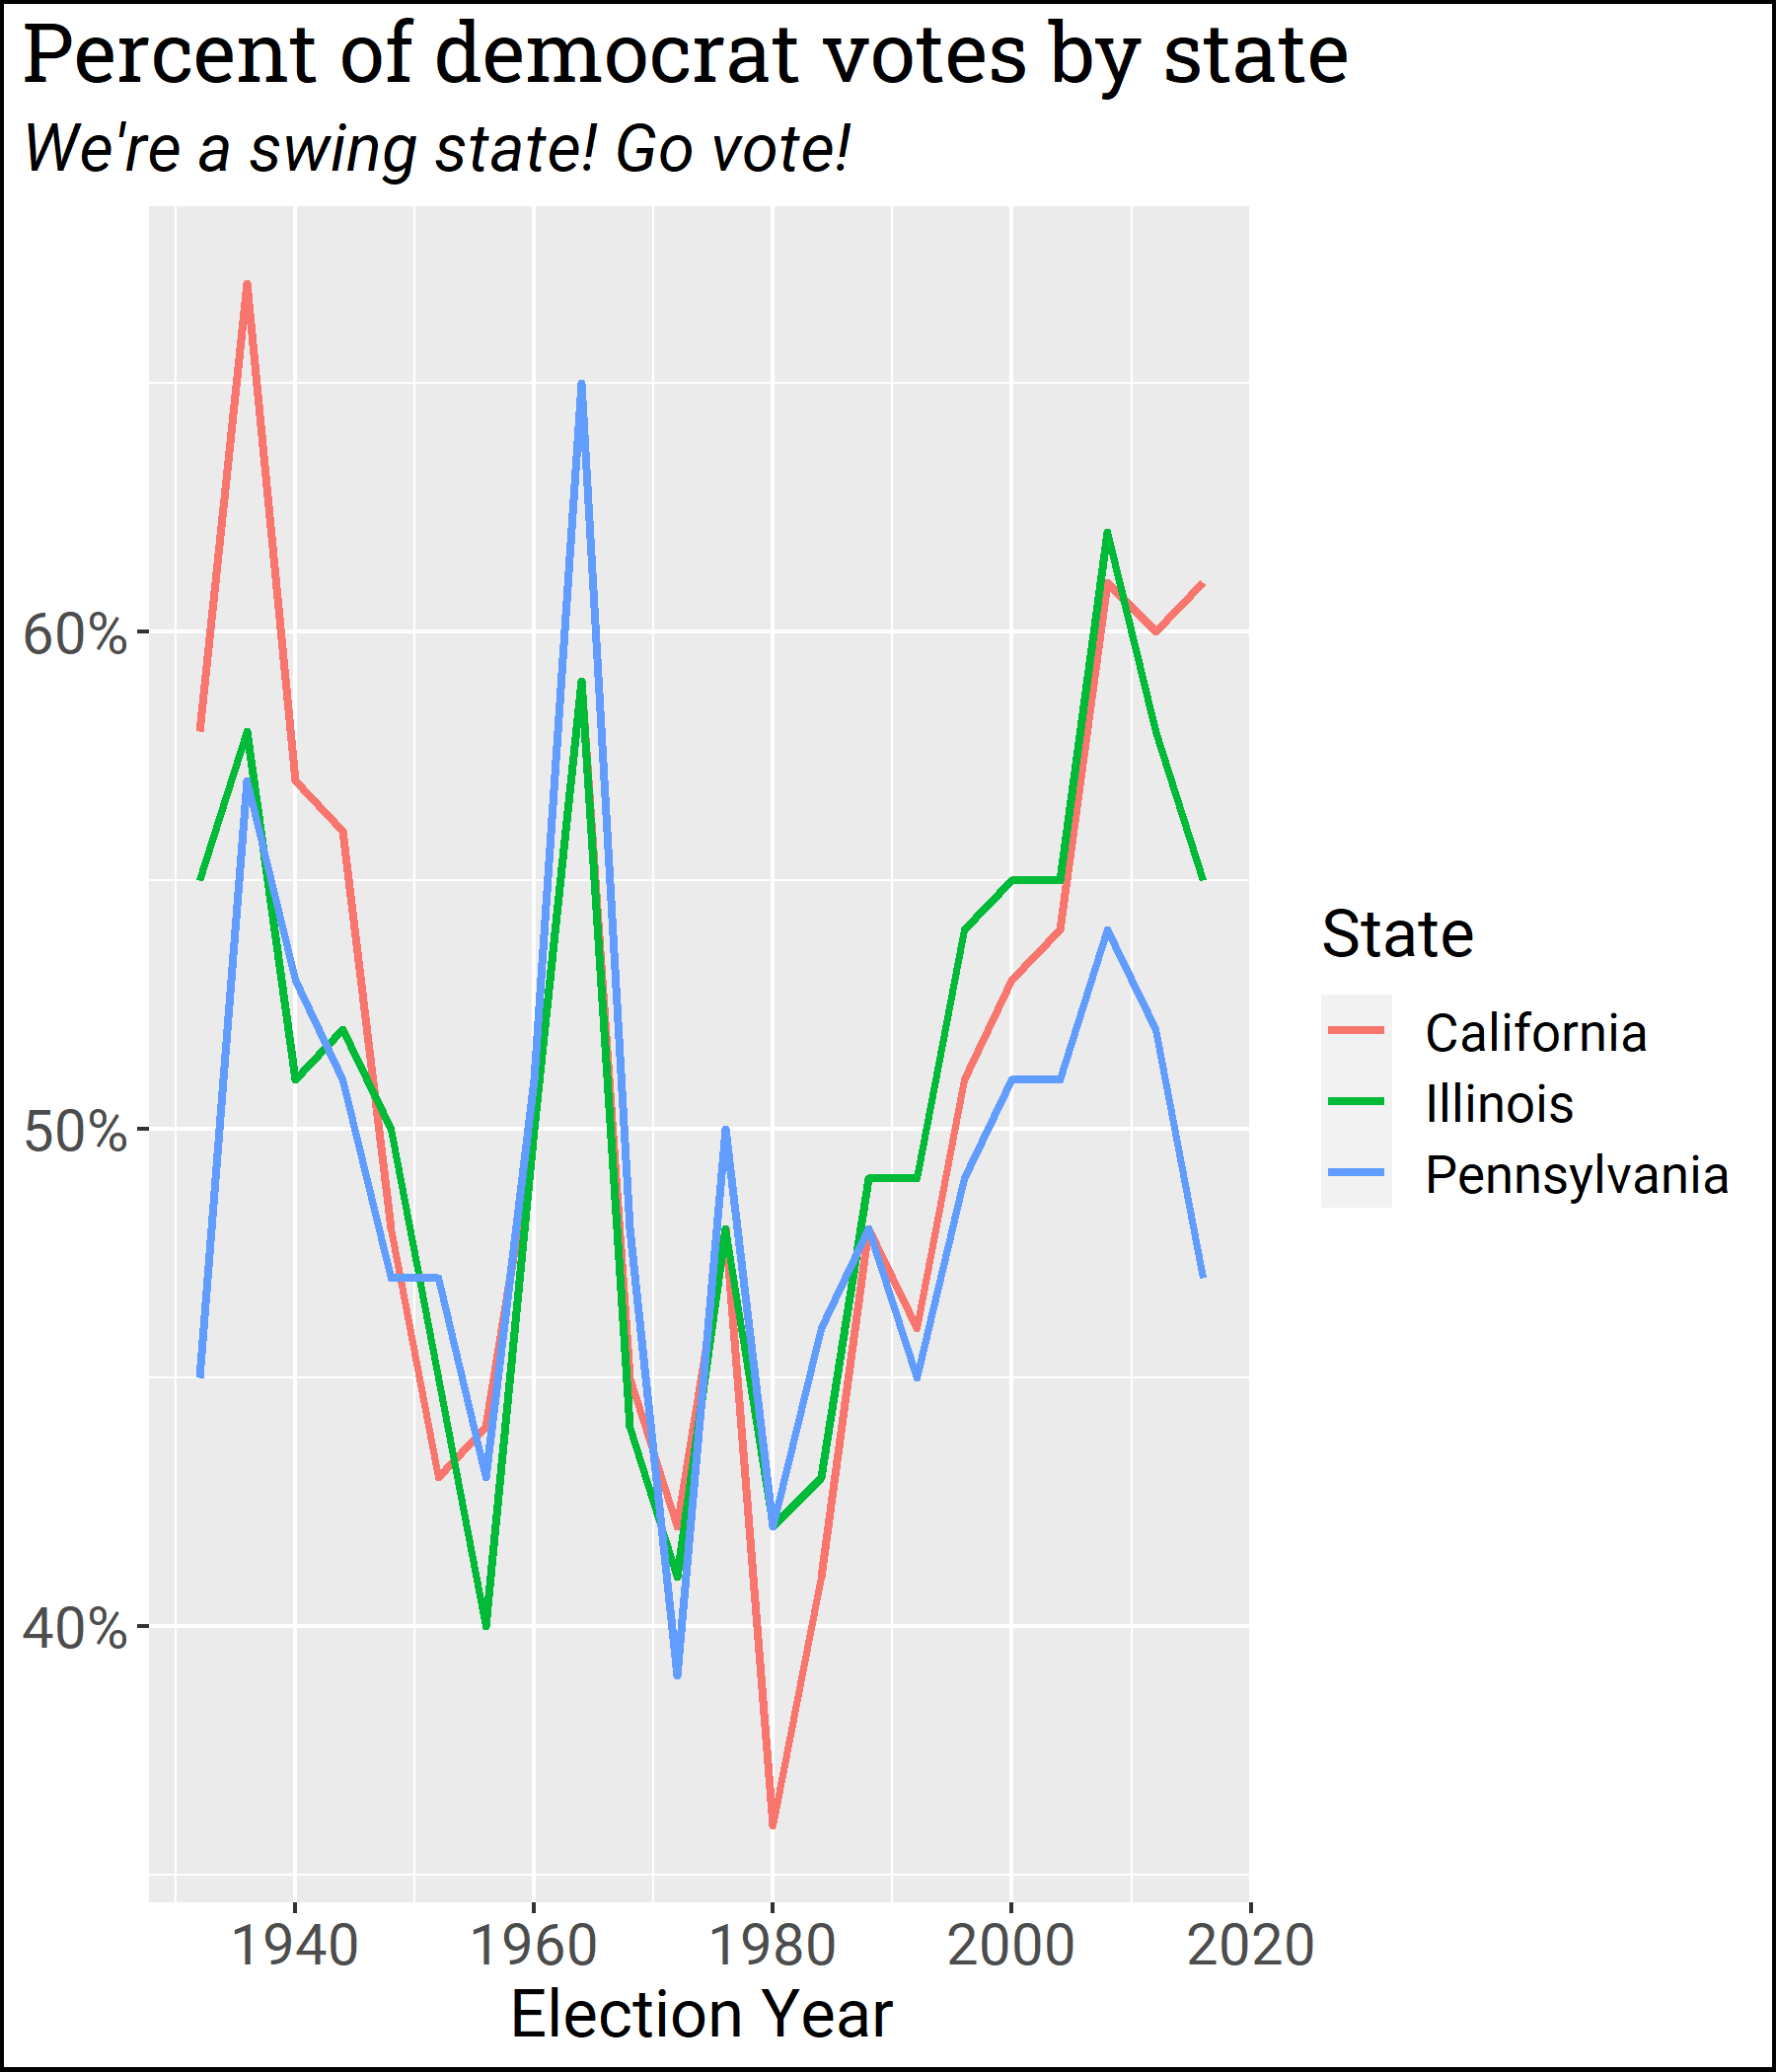 Percent of democrat votes by state
We're a swing state! Go vote!
60%
50%
40%
1940 1960 1980 2000 2020
Election Year
State
California
Illinois
Pennsylvania